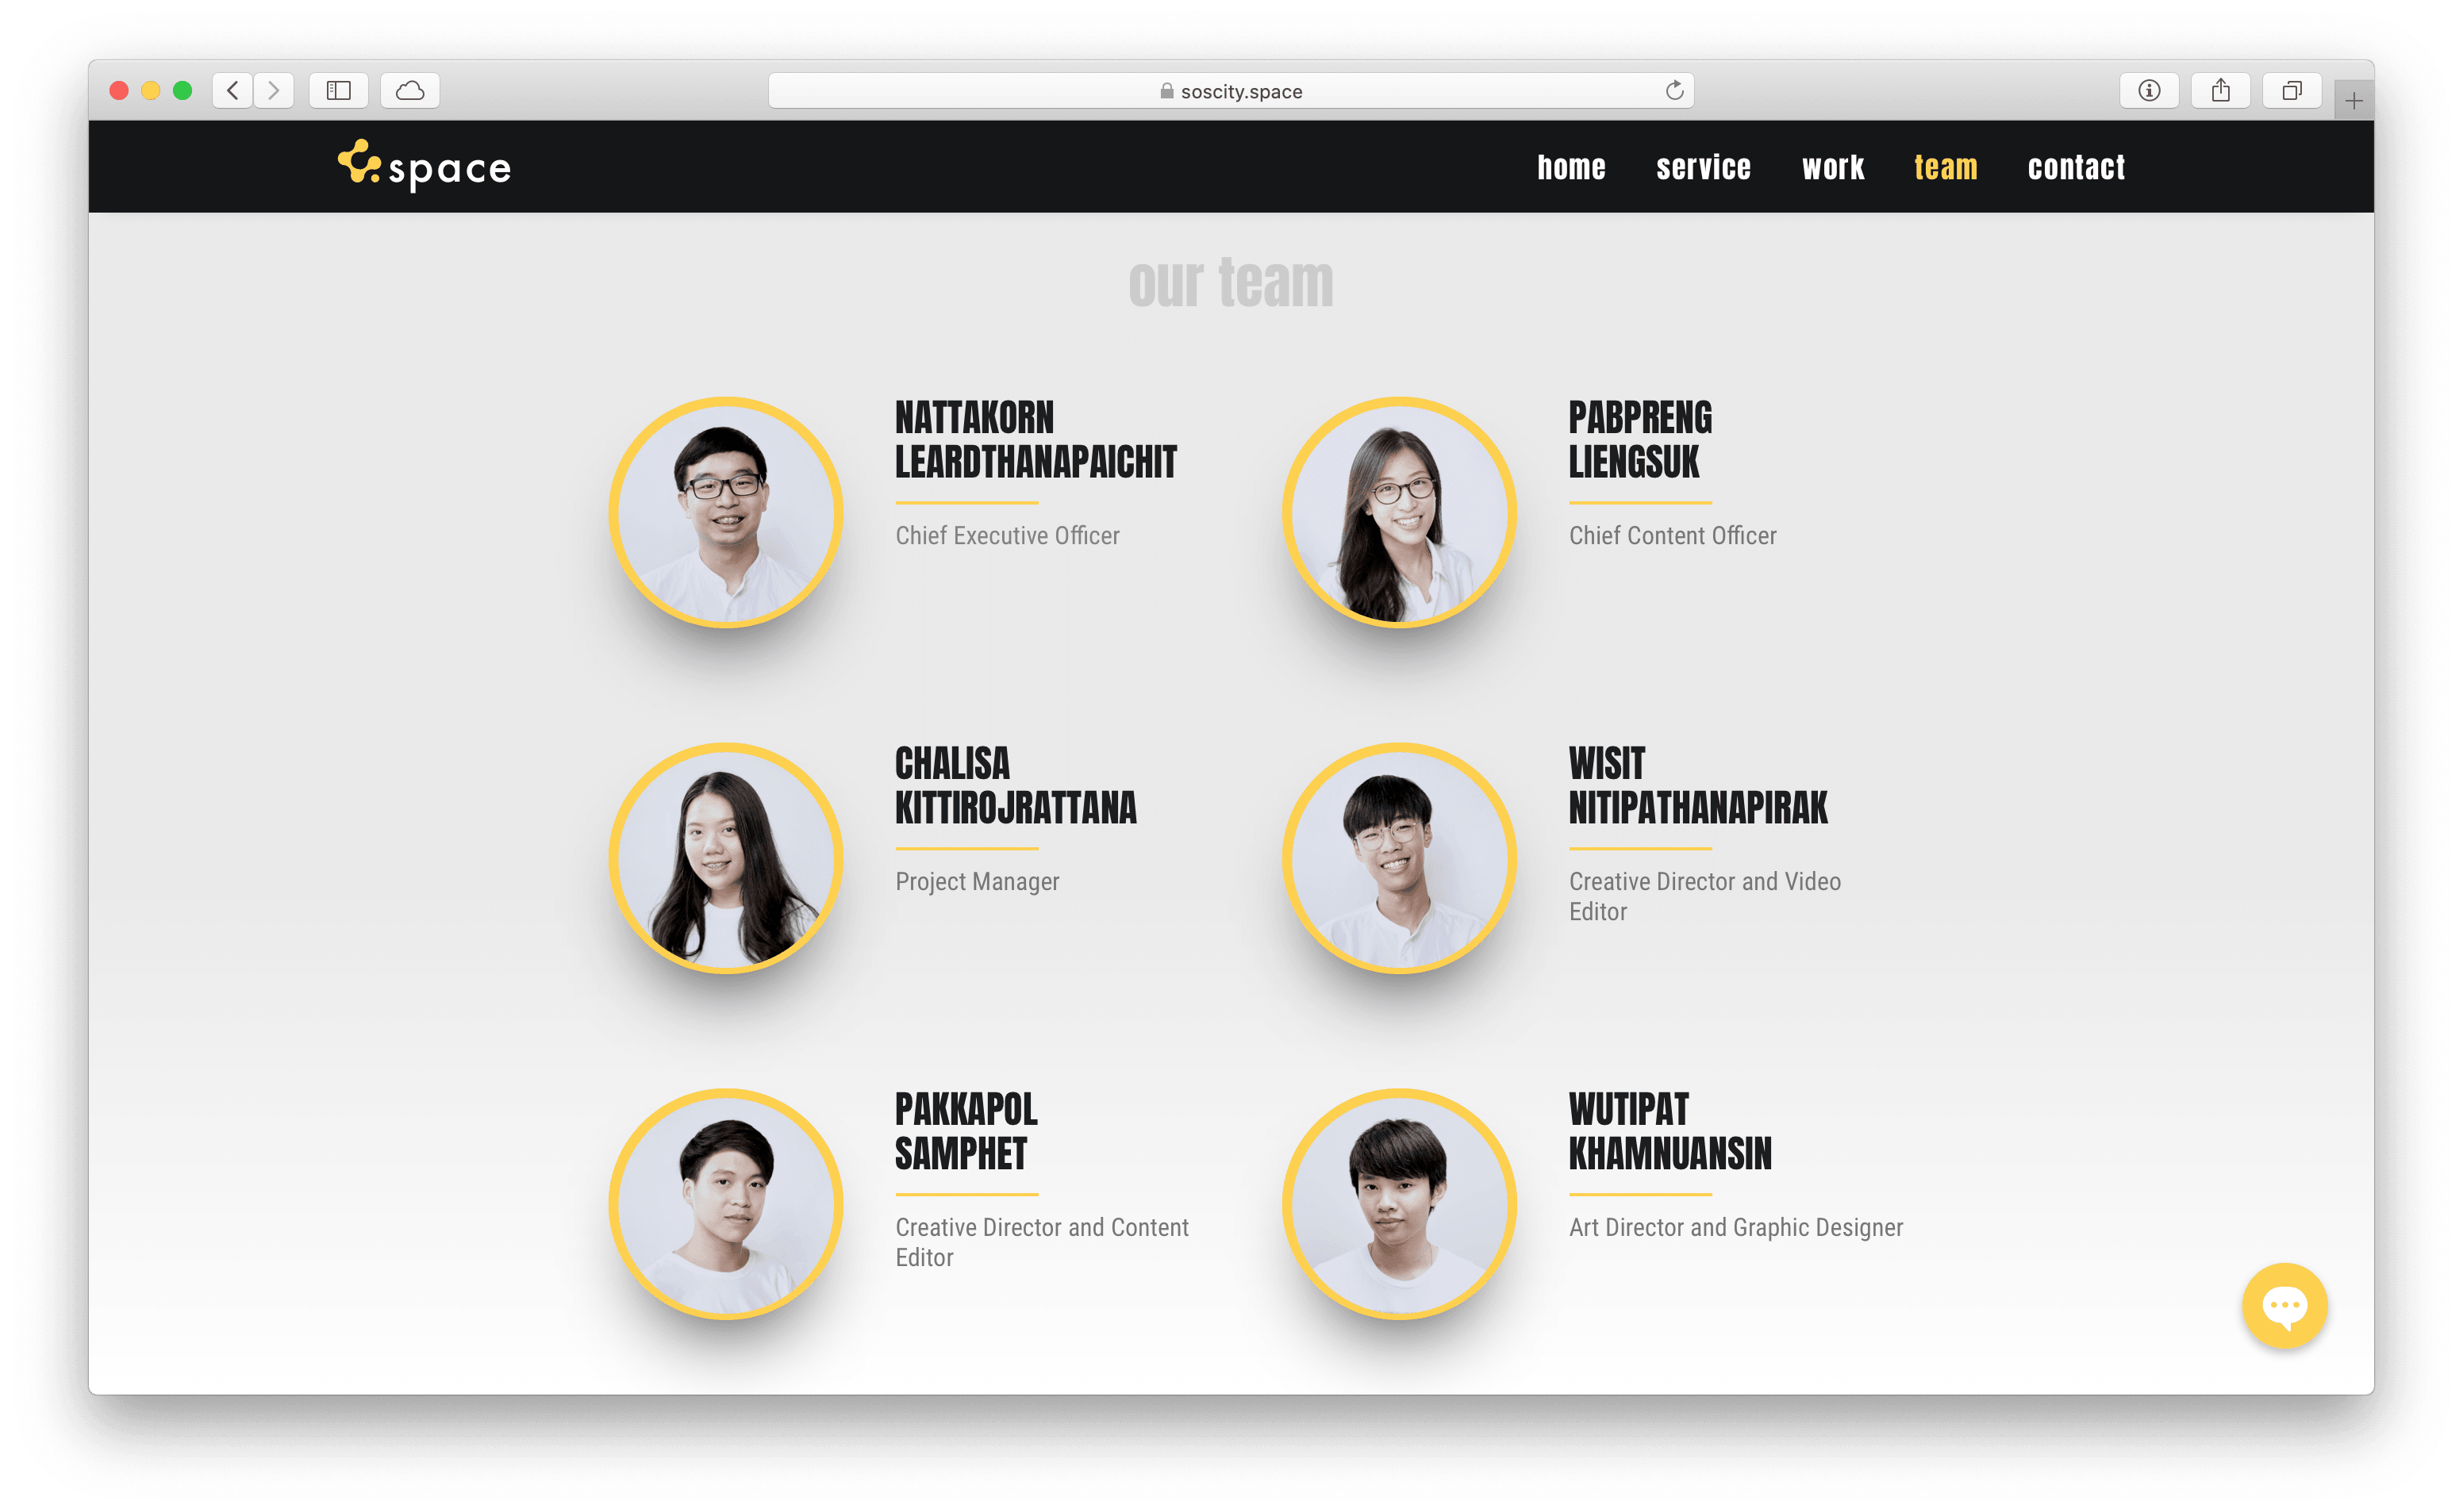 soscity.space
space
home service work team contact
our team
NATTAKORN
LEARDTHANAPAICHIT
Chief Executive Officer
PABPRENG
LIENGSUK
Chief Content Officer
CHALISA
KITTIROJRATTANA
Project Manager
WISIT
NITIPATHANAPIRAK
Creative Director and Video
Editor
PAKKAPOL
SAMPHET
Creative Director and Content
Editor
WUTIPAT
KHAMNUANSIN
Art Director and Graphic Designer